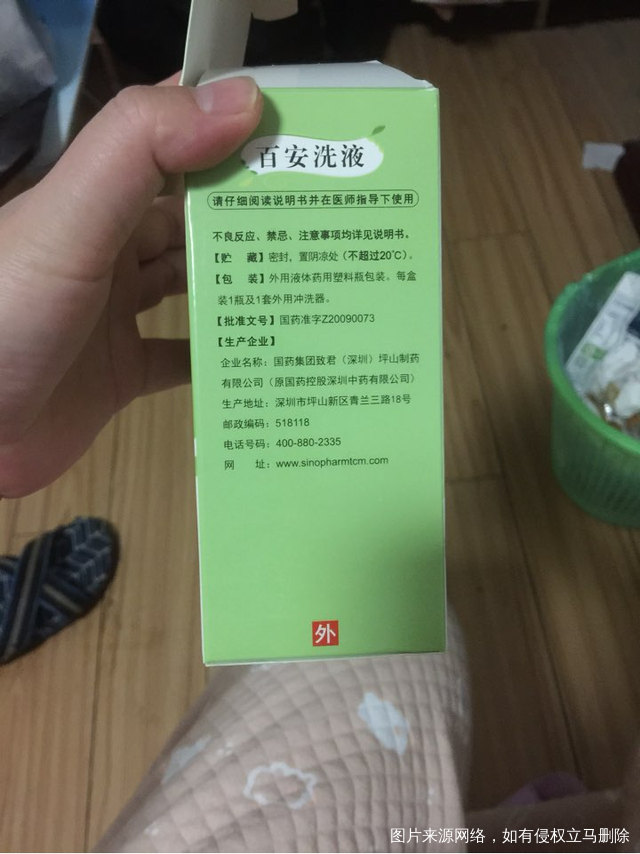 百安洗液
请仔细阅读说明书并在医师指导下使用
不良反应、禁忌、注意事项均详见说明书。
【贮　藏】密封，置阴凉处（不超过20℃）。
【包　装】外用液体药用塑料瓶包装。每盒
装1瓶及1套外用冲洗器。
【批准文号】国药准字Z20090073
【生产企业】
企业名称：国药集团致君（深圳）坪山制药
有限公司（原国药控股深圳中药有限公司）
生产地址：深圳市坪山新区青兰三路18号
邮政编码：518118
电话号码：400-880-2335
网　　址：www.sinopharmtcm.com
外
图片来源网络，如有侵权立马删除